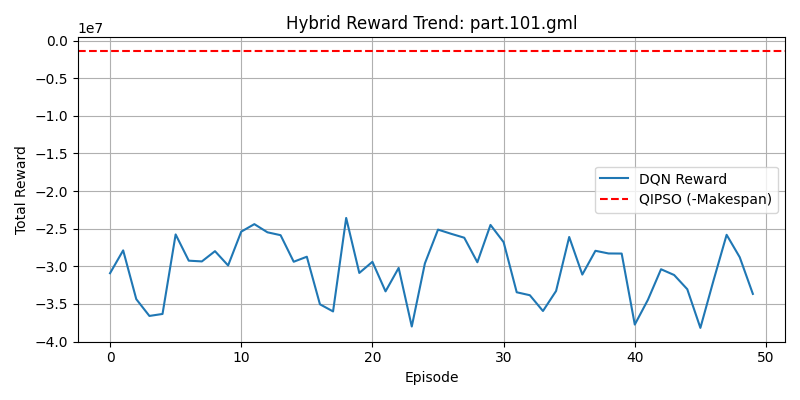 Hybrid Reward Trend: part.101.gml
1e7
0.0
−0.5
−1.0
−1.5
−2.0
−2.5
−3.0
−3.5
−4.0
Total Reward
DQN Reward
QIPSO (-Makespan)
0 10 20 30 40 50
Episode